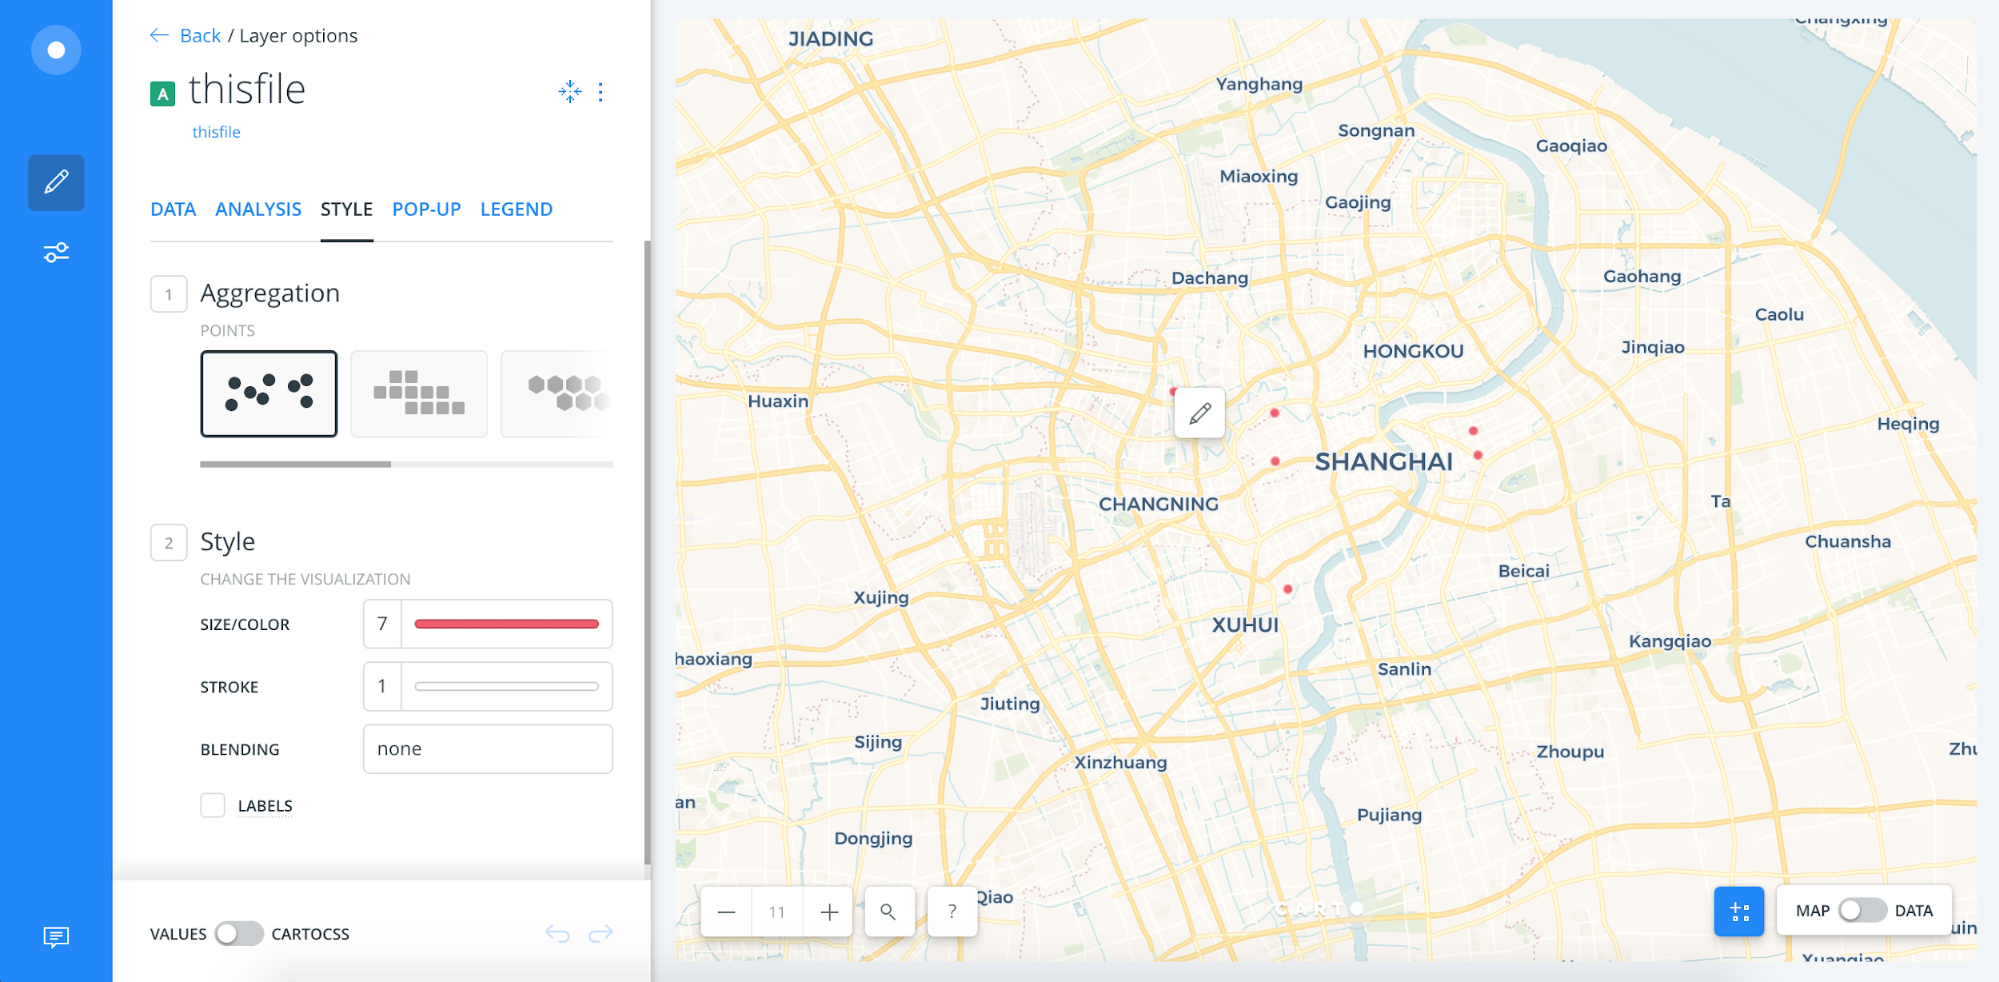 Back / Layer options
A thisfile
thisfile
DATA ANALYSIS STYLE POP-UP LEGEND
1 Aggregation
POINTS
2 Style
CHANGE THE VISUALIZATION
SIZE/COLOR 7
STROKE 1
BLENDING none
LABELS
VALUES CARTOCSS
Changxing
JIADING
Yanghang
Songnan
Gaoqiao
Miaoxing
Gaojing
Dachang
Gaohang
Caolu
Jinqiao
HONGKOU
Huaxin
Heqing
SHANGHAI
CHANGNING
Ta
Chuansha
Beicai
Xujing
XUHUI
Kangqiao
haoxiang
Sanlin
Jiuting
Sijing
Zhoupu
Zhu
Xinzhuang
an
Pujiang
Dongjing
Qiao
11
?
CARTO
MAP DATA
uin
Xuanqiao